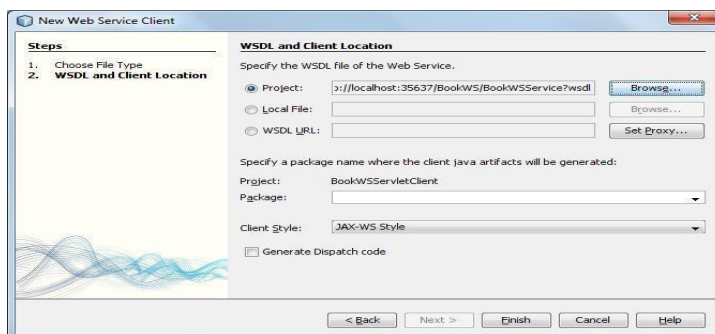 New Web Service Client
Steps
1. Choose File Type
2. WSDL and Client Location
WSDL and Client Location
Specify the WSDL file of the Web Service.
Project: ://localhost:35637/BookWS/BookWSService?wsdl Browse...
Local File: Browse...
WSDL URL: Set Proxy...
Specify a package name where the client java artifacts will be generated:
Project: BookWSServletClient
Package:
Client Style: JAX-WS Style
Generate Dispatch code
< Back Next > Finish Cancel Help